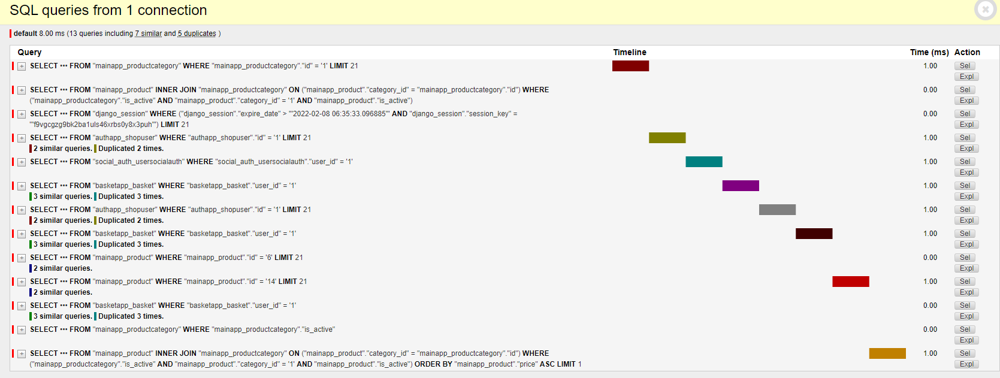 SQL queries from 1 connection
default 8.00 ms (13 queries including 7 similar and 5 duplicates )
Query Timeline Time (ms) Action
+ SELECT ••• FROM "mainapp_productcategory" WHERE "mainapp_productcategory"."id" = '1' LIMIT 21 1.00 Sel
Expl
+ SELECT ••• FROM "mainapp_product" INNER JOIN "mainapp_productcategory" ON ("mainapp_product"."category_id" = "mainapp_productcategory"."id") WHERE 0.00 Sel
("mainapp_productcategory"."is_active" AND "mainapp_product"."category_id" = '1' AND "mainapp_product"."is_active") Expl
+ SELECT ••• FROM "django_session" WHERE ("django_session"."expire_date" > '"2022-02-08 06:35:33.096885"' AND "django_session"."session_key" = 0.00 Sel
'"f9vgcgzg9bk2ba1uls46xrbs0y8x3puh"') LIMIT 21 Expl
+ SELECT ••• FROM "authapp_shopuser" WHERE "authapp_shopuser"."id" = '1' LIMIT 21 1.00 Sel
2 similar queries. Duplicated 2 times. Expl
+ SELECT ••• FROM "social_auth_usersocialauth" WHERE "social_auth_usersocialauth"."user_id" = '1' 1.00 Sel
Expl
+ SELECT ••• FROM "basketapp_basket" WHERE "basketapp_basket"."user_id" = '1' 1.00 Sel
3 similar queries. Duplicated 3 times. Expl
+ SELECT ••• FROM "authapp_shopuser" WHERE "authapp_shopuser"."id" = '1' LIMIT 21 1.00 Sel
2 similar queries. Duplicated 2 times. Expl
+ SELECT ••• FROM "basketapp_basket" WHERE "basketapp_basket"."user_id" = '1' 1.00 Sel
3 similar queries. Duplicated 3 times. Expl
+ SELECT ••• FROM "mainapp_product" WHERE "mainapp_product"."id" = '6' LIMIT 21 0.00 Sel
2 similar queries. Expl
+ SELECT ••• FROM "mainapp_product" WHERE "mainapp_product"."id" = '14' LIMIT 21 1.00 Sel
2 similar queries. Expl
+ SELECT ••• FROM "basketapp_basket" WHERE "basketapp_basket"."user_id" = '1' 0.00 Sel
3 similar queries. Duplicated 3 times. Expl
+ SELECT ••• FROM "mainapp_productcategory" WHERE "mainapp_productcategory"."is_active" 0.00 Sel
Expl
+ SELECT ••• FROM "mainapp_product" INNER JOIN "mainapp_productcategory" ON ("mainapp_product"."category_id" = "mainapp_productcategory"."id") WHERE 1.00 Sel
("mainapp_productcategory"."is_active" AND "mainapp_product"."category_id" = '1' AND "mainapp_product"."is_active") ORDER BY "mainapp_product"."price" ASC LIMIT 1 Expl